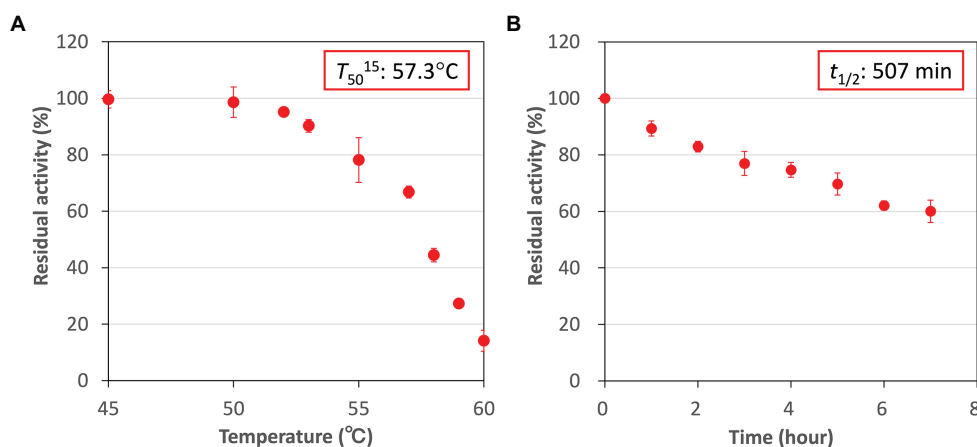 A
T₅₀¹⁵: 57.3°C
Residual activity (%)
120
100
80
60
40
20
0
45 50 55 60
Temperature (℃)
B
t₁/₂: 507 min
Residual activity (%)
120
100
80
60
40
20
0
0 2 4 6 8
Time (hour)